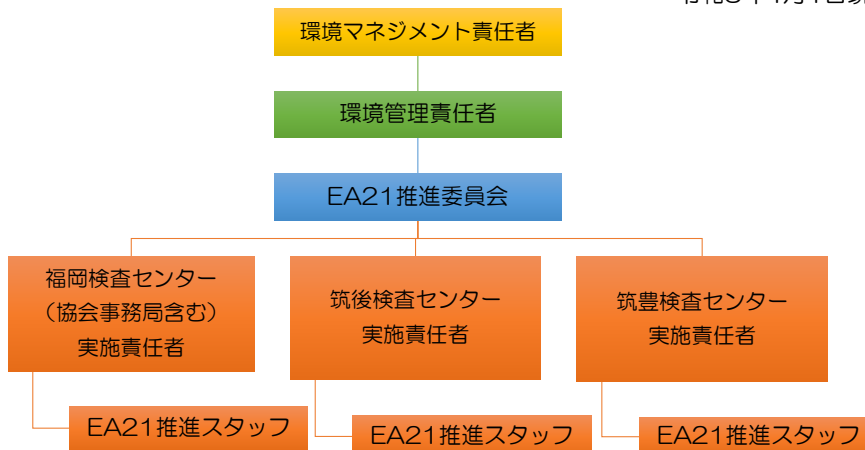 環境マネジメント責任者
環境管理責任者
EA21推進委員会
福岡検査センター
（協会事務局含む）
実施責任者
筑後検査センター
実施責任者
筑豊検査センター
実施責任者
EA21推進スタッフ
EA21推進スタッフ
EA21推進スタッフ